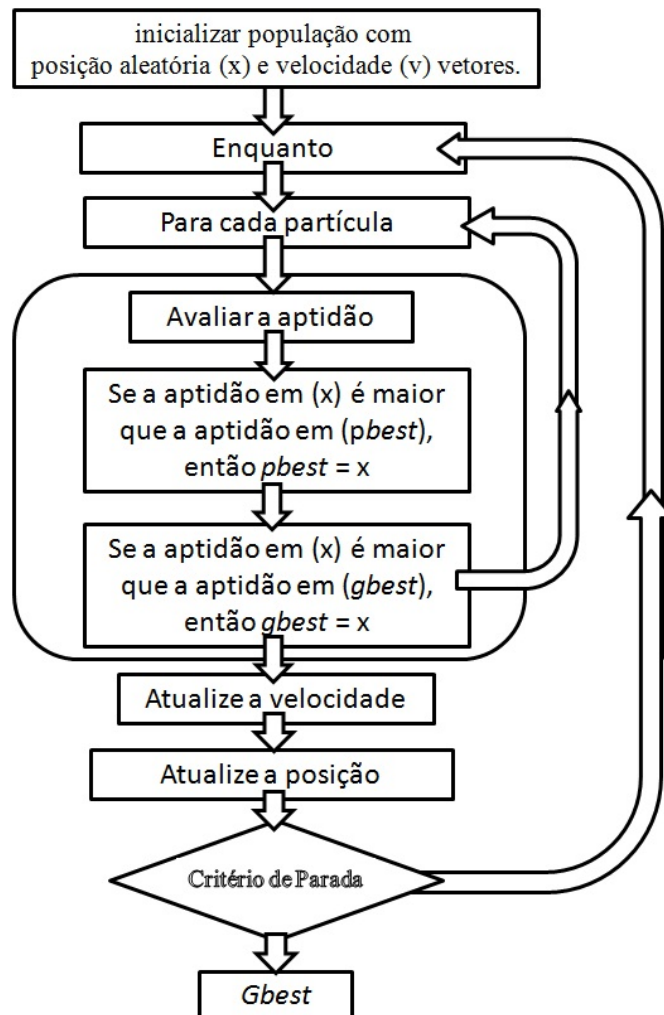 inicializar população com
posição aleatória (x) e velocidade (v) vetores.
Enquanto
Para cada partícula
Avaliar a aptidão
Se a aptidão em (x) é maior
que a aptidão em (pbest),
então pbest = x
Se a aptidão em (x) é maior
que a aptidão em (gbest),
então gbest = x
Atualize a velocidade
Atualize a posição
Critério de Parada
Gbest